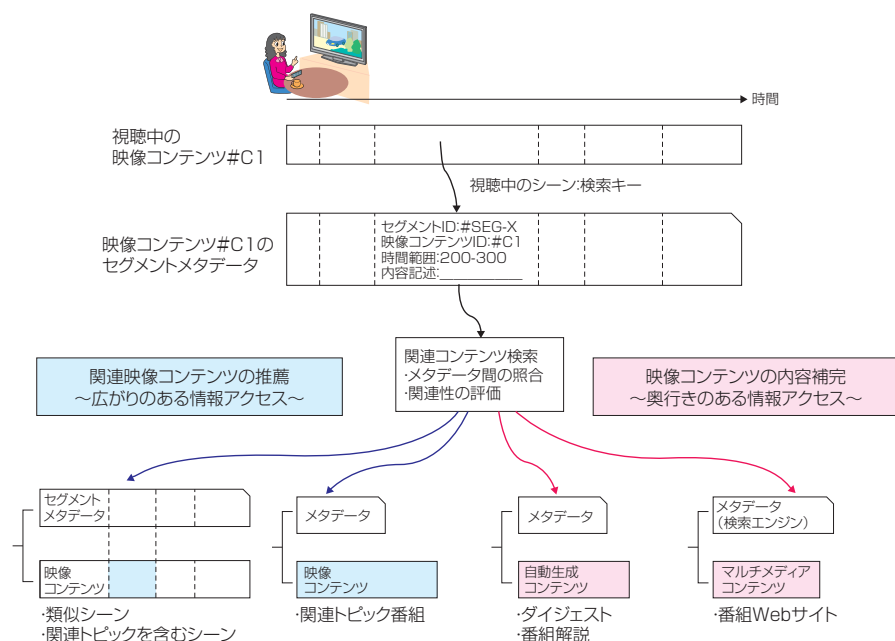 時間
視聴中の
映像コンテンツ#C1
視聴中のシーン:検索キー
映像コンテンツ#C1の
セグメントメタデータ
セグメントID:#SEG-X
映像コンテンツID:#C1
時間範囲:200-300
内容記述:__________
関連コンテンツ検索
・メタデータ間の照合
・関連性の評価
関連映像コンテンツの推薦
～広がりのある情報アクセス～
映像コンテンツの内容補完
～奥行きのある情報アクセス～
セグメント
メタデータ
映像
コンテンツ
・類似シーン
・関連トピックを含むシーン
メタデータ
映像
コンテンツ
・関連トピック番組
メタデータ
自動生成
コンテンツ
・ダイジェスト
・番組解説
メタデータ
(検索エンジン)
マルチメディア
コンテンツ
・番組Webサイト